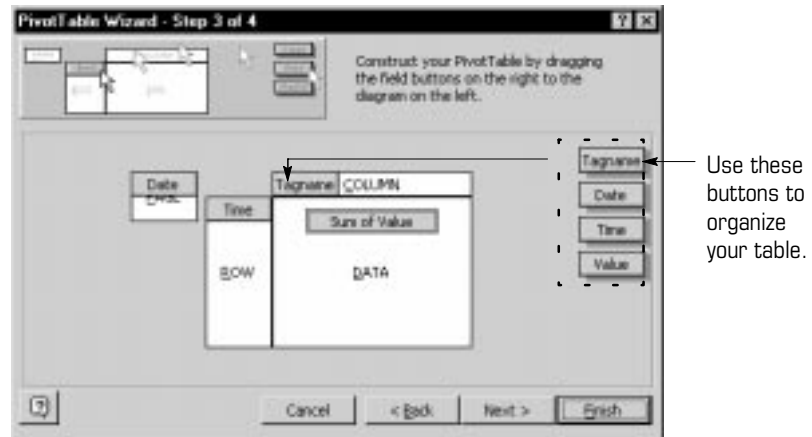 PivotTable Wizard - Step 3 of 4
Construct your PivotTable by dragging
the field buttons on the right to the
diagram on the left.
Tagname
Date
Time
Value
Use these
buttons to
organize
your table.
Date
Tagname COLUMN
Time
Sum of Value
ROW
DATA
Cancel
< Back
Next >
Finish